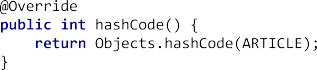 @Override
public int hashCode() {
    return Objects.hashCode(ARTICLE);
}